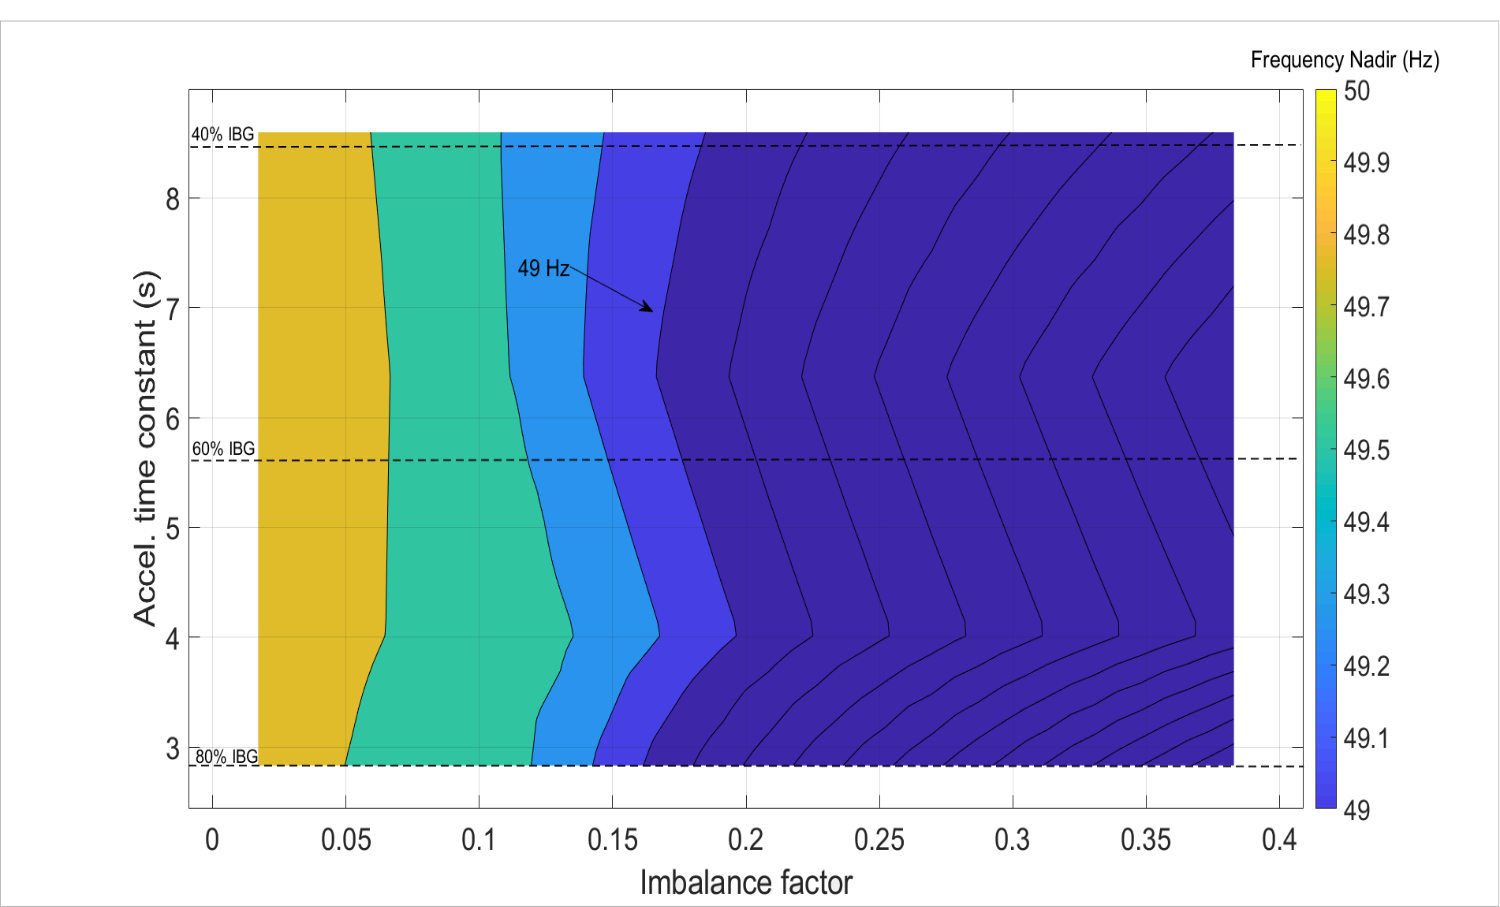 Frequency Nadir (Hz)
50
49.9
49.8
49.7
49.6
49.5
49.4
49.3
49.2
49.1
49
40% IBG
8
49 Hz
7
6
60% IBG
5
4
3
80% IBG
Accel. time constant (s)
0 0.05 0.1 0.15 0.2 0.25 0.3 0.35 0.4
Imbalance factor